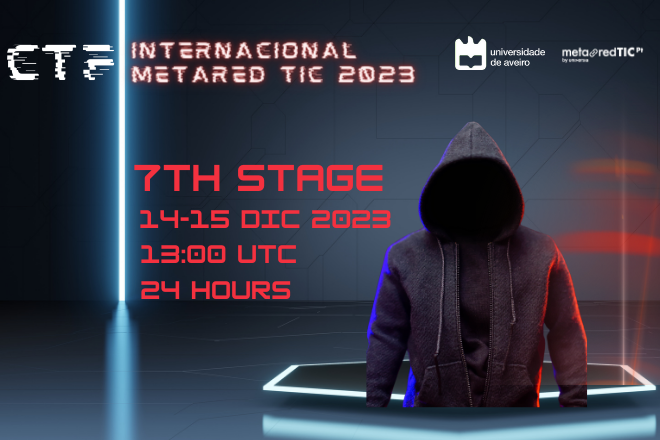 CTF
INTERNACIONAL
METARED TIC 2023
universidade
de aveiro
metaredTIC Pt
by universia
7TH STAGE
14-15 DIC 2023
13:00 UTC
24 HOURS